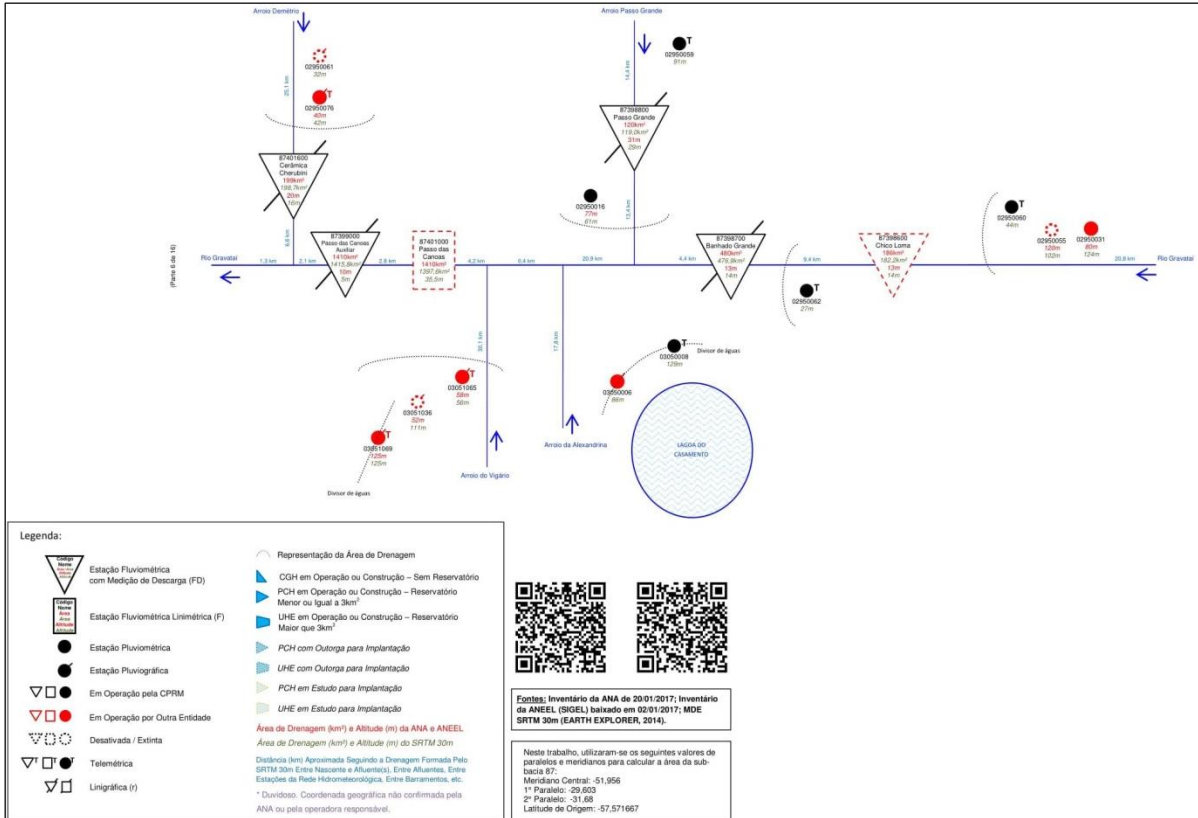 Arroio Demétrio
Arroio Passo Grande
02950061
32m
25,1 km
02950076
40m
42m
14,4 km
02950059
91m
87398800
Passo Grande
120km²
119,0km²
31m
29m
87401600
Cerâmica
Cherubini
199km²
199,7km²
20m
16m
6,6 km
02950016
77m
61m
13,4 km
02950060
44m
02950055
120m
102m
02950031
80m
124m
87399000
Passo das Canoas
Auxiliar
1410km²
1415,8km²
10m
5m
87401000
Passo das
Canoas
1410km²
1397,6km²
35,5m
87398700
Banhado Grande
480km²
476,9km²
13m
14m
87398600
Chico Loma
186km²
182,2km²
13m
14m
(Parte 6 de 16)
Rio Gravataí
1,3 km
2,1 km
2,8 km
4,2 km
9,4 km
20,9 km
4,4 km
9,4 km
20,8 km
Rio Gravataí
02950062
27m
30,1 km
17,8 km
03050008
129m
Divisor de águas
03050006
86m
03051065
58m
56m
03051036
52m
111m
03051069
125m
125m
Arroio da Alexandrina
Arroio do Vigário
Divisor de águas
LAGOA DO
CASAMENTO
Legenda:
Código
Nome
Estação Fluviométrica
com Medição de Descarga (FD)
Código
Nome
Área
Área
Altitude
Altitude
Estação Fluviométrica Linimétrica (F)
Estação Pluviométrica
Estação Pluviográfica
Em Operação pela CPRM
Em Operação por Outra Entidade
Desativada / Extinta
T T T Telemétrica
Linigráfica (r)
Representação da Área de Drenagem
CGH em Operação ou Construção – Sem Reservatório
PCH em Operação ou Construção – Reservatório
Menor ou Igual a 3km²
UHE em Operação ou Construção – Reservatório
Maior que 3km²
PCH com Outorga para Implantação
UHE com Outorga para Implantação
PCH em Estudo para Implantação
UHE em Estudo para Implantação
Área de Drenagem (km²) e Altitude (m) da ANA e ANEEL
Área de Drenagem (km²) e Altitude (m) do SRTM 30m
Distância (km) Aproximada Seguindo a Drenagem Formada Pelo
SRTM 30m Entre Nascente e Afluente(s), Entre Afluentes, Entre
Estações da Rede Hidrometeorológica, Entre Barramentos, etc.
* Duvidoso. Coordenada geográfica não confirmada pela
ANA ou pela operadora responsável.
Fontes: Inventário da ANA de 20/01/2017; Inventário
da ANEEL (SIGEL) baixado em 02/01/2017; MDE
SRTM 30m (EARTH EXPLORER, 2014).
Neste trabalho, utilizaram-se os seguintes valores de
paralelos e meridianos para calcular a área da sub-
bacia 87:
Meridiano Central: -51,956
1º Paralelo: -29,603
2º Paralelo: -31,68
Latitude de Origem: -57,571667